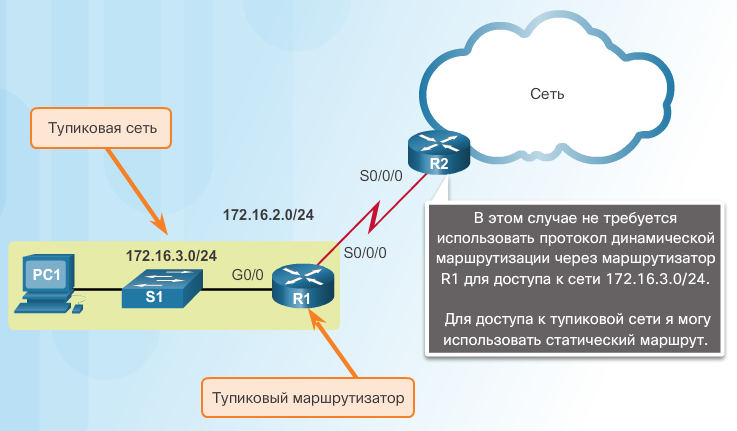 Сеть
Тупиковая сеть
R2
S0/0/0
172.16.2.0/24
В этом случае не требуется
использовать протокол динамической
маршрутизации через маршрутизатор
R1 для доступа к сети 172.16.3.0/24.
Для доступа к тупиковой сети я могу
использовать статический маршрут.
172.16.3.0/24
S0/0/0
PC1
G0/0
S1
R1
Тупиковый маршрутизатор